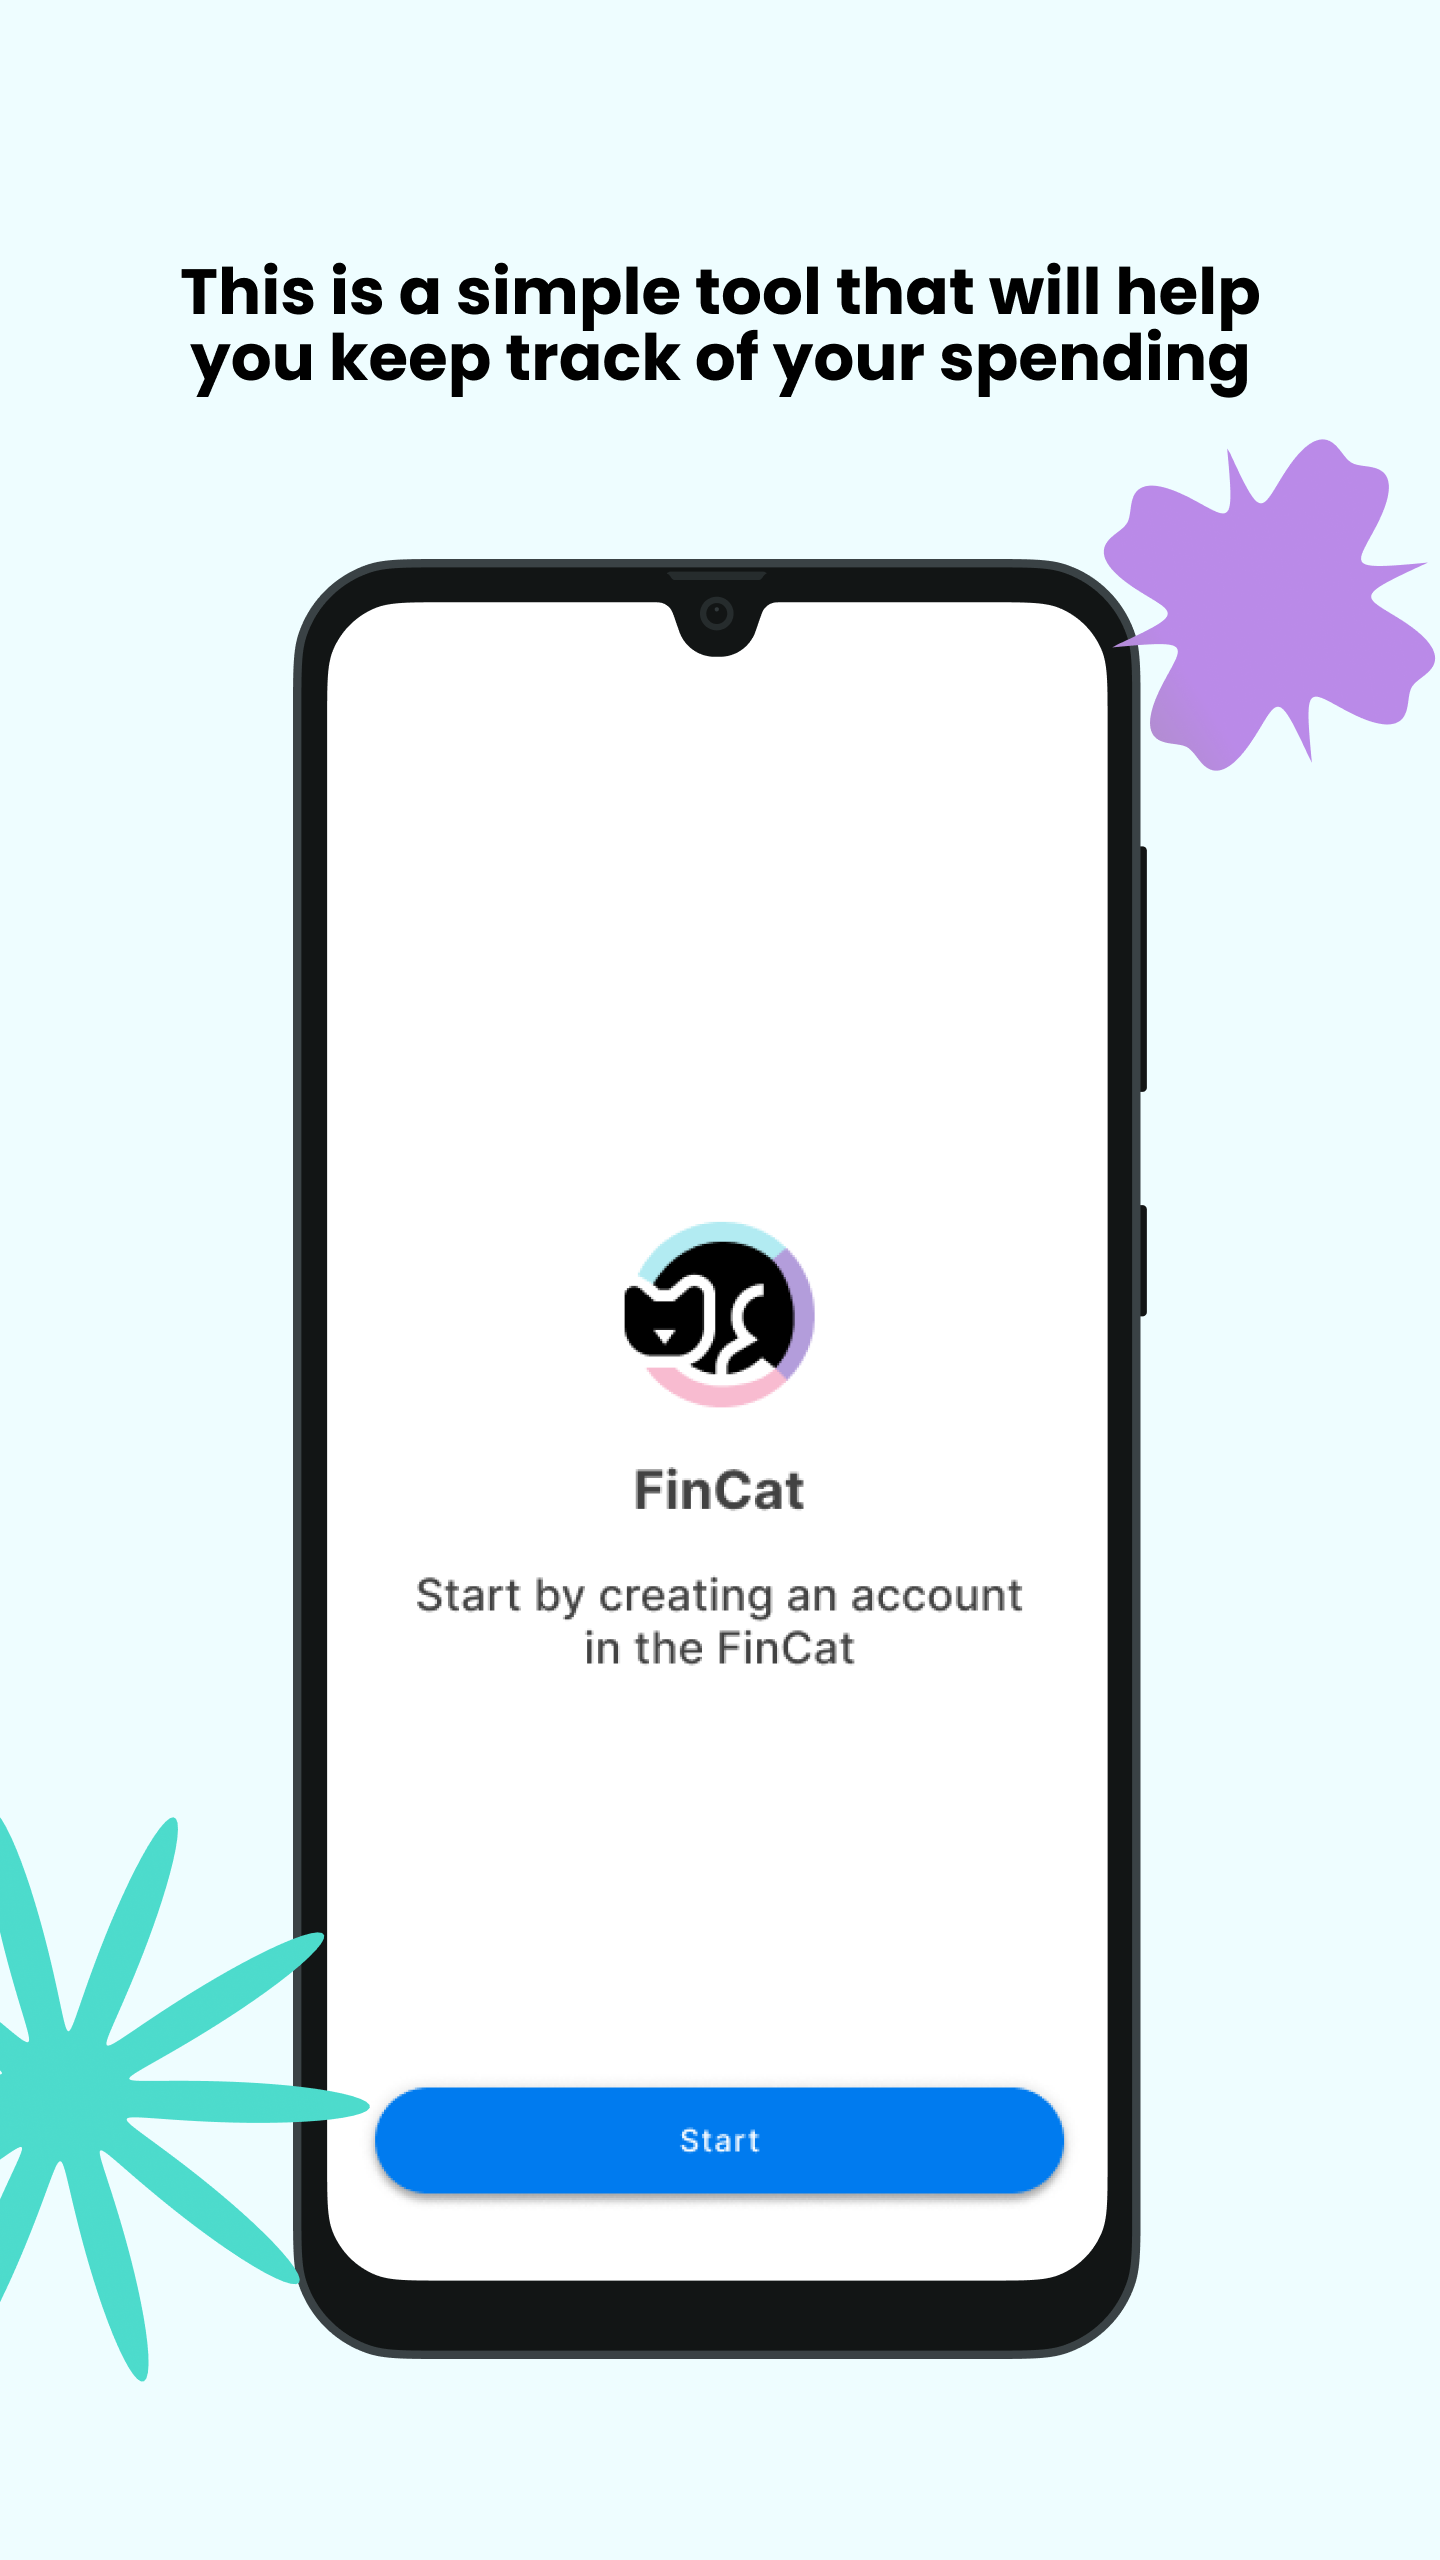 This is a simple tool that will help
you keep track of your spending
FinCat
Start by creating an account
in the FinCat
Start